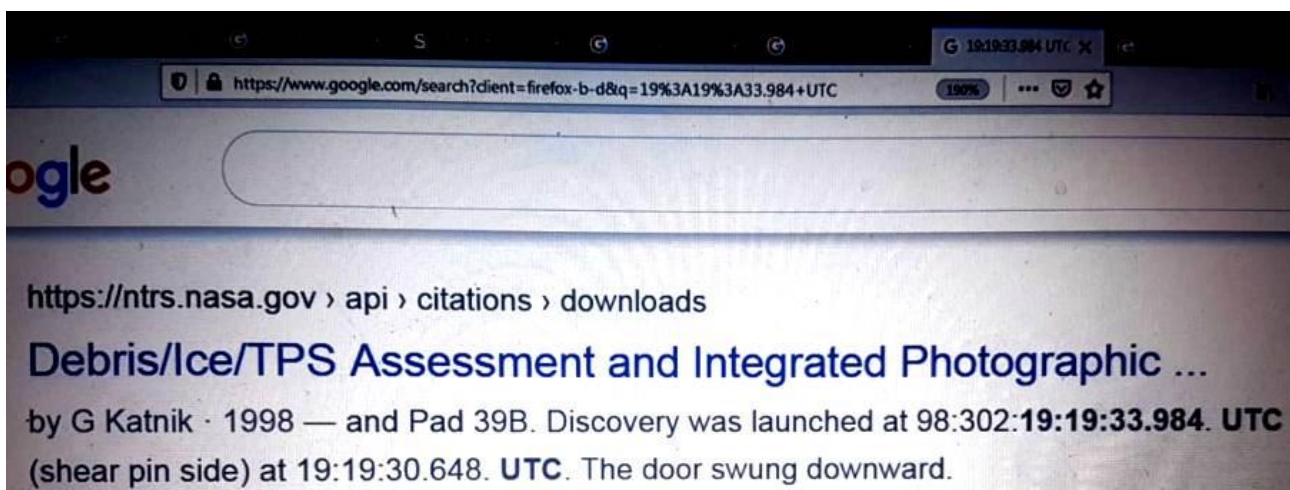 G S G G G 19:19:33.984 UTC X
https://www.google.com/search?client=firefox-b-d&q=19%3A19%3A33.984+UTC 190%
ogle
https://ntrs.nasa.gov › api › citations › downloads
Debris/Ice/TPS Assessment and Integrated Photographic ...
by G Katnik · 1998 — and Pad 39B. Discovery was launched at 98:302:19:19:33.984. UTC
(shear pin side) at 19:19:30.648. UTC. The door swung downward.